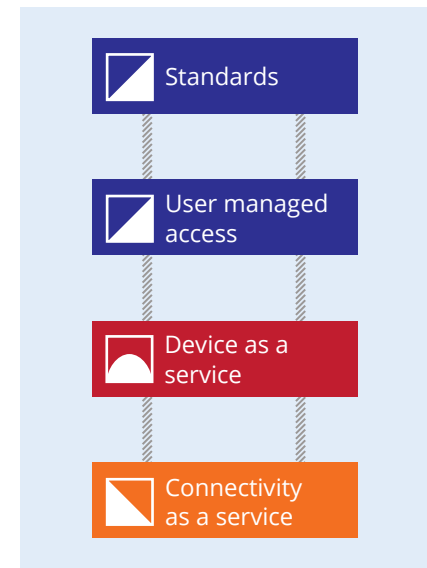 Standards
User managed
access
Device as a
service
Connectivity
as a service